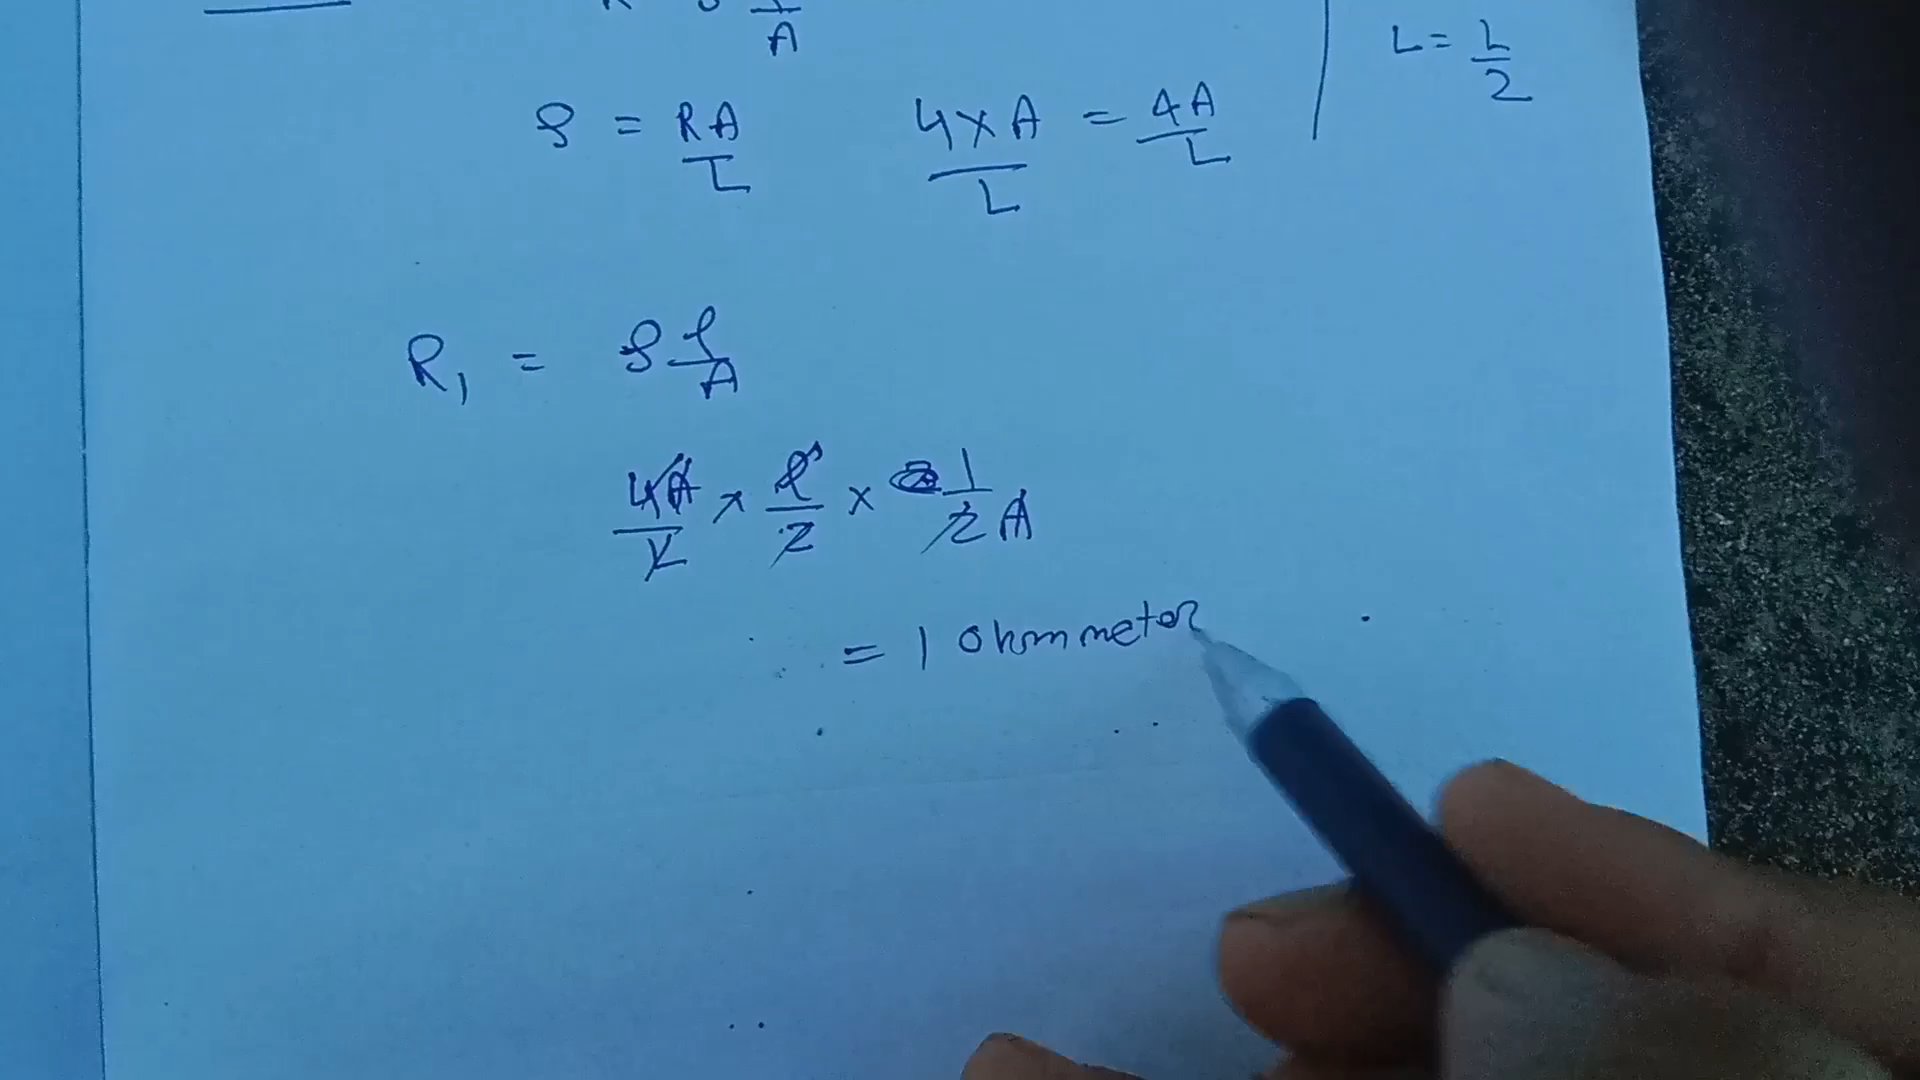 A
L = L/2
ρ = RA/L 4×A/L = 4A/L
R₁ = ρ l/A
4A/L × l/2 × 1/2A
= 1 ohm meter